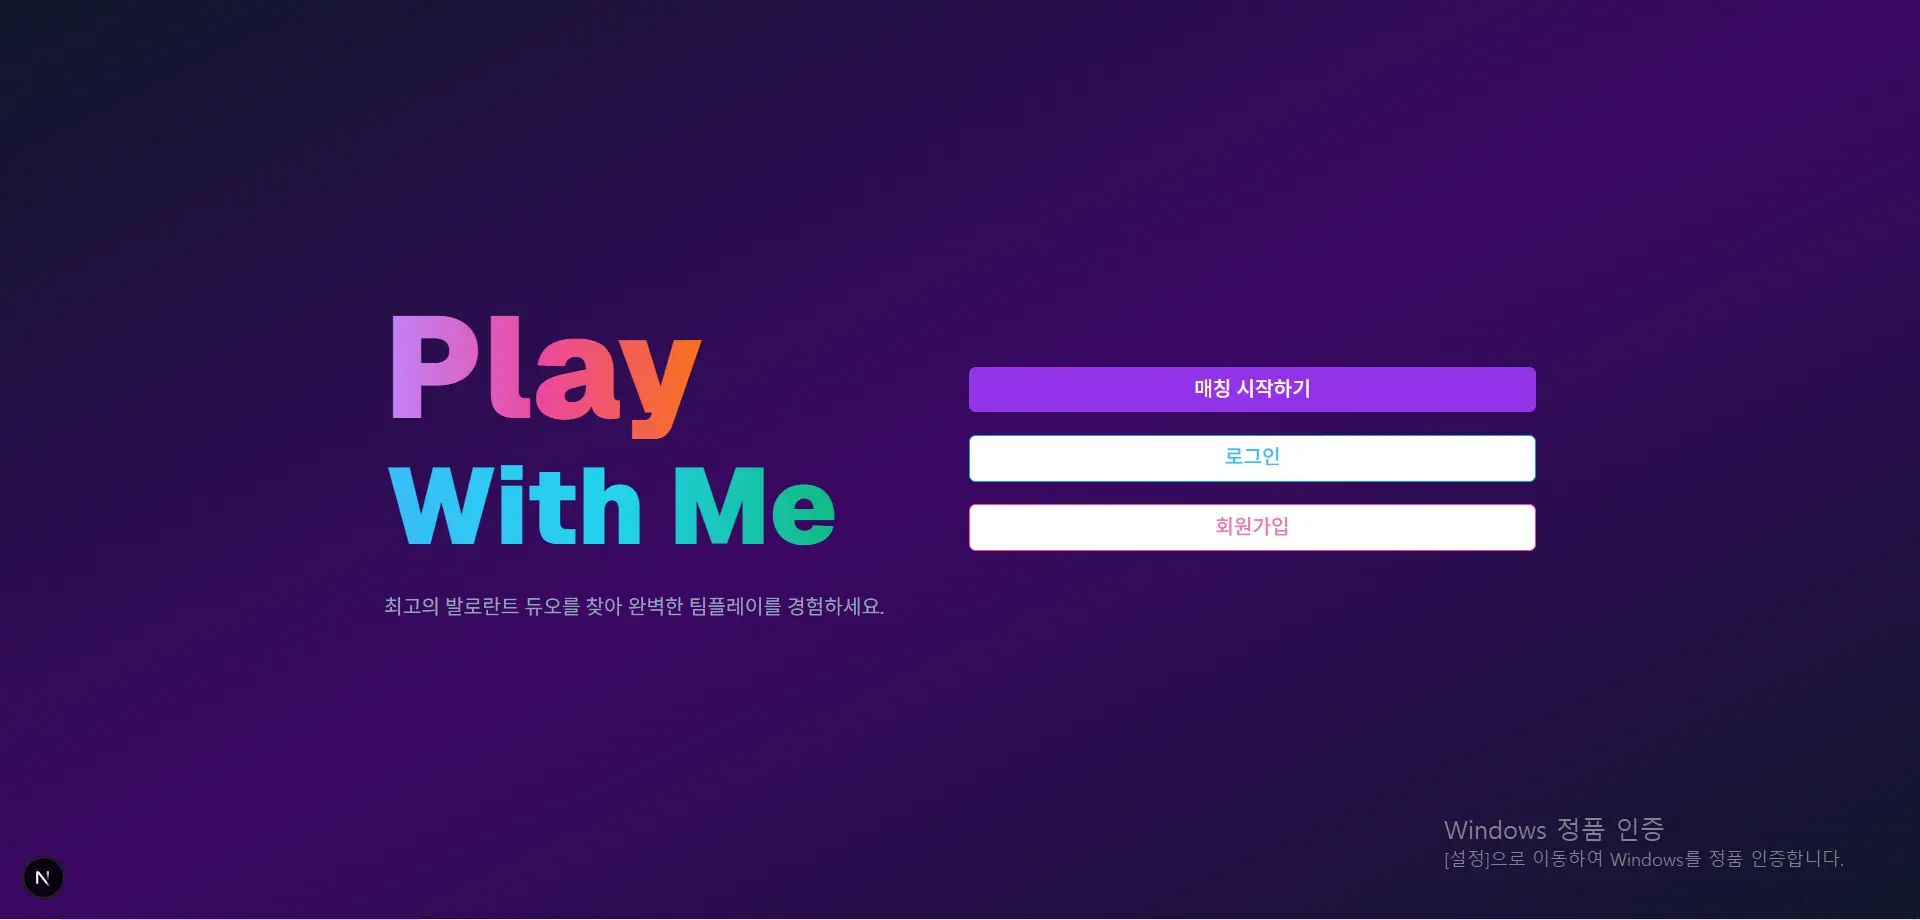 Play
With Me
최고의 발로란트 듀오를 찾아 완벽한 팀플레이를 경험하세요.
매칭 시작하기
로그인
회원가입
Windows 정품 인증
[설정]으로 이동하여 Windows를 정품 인증합니다.
N